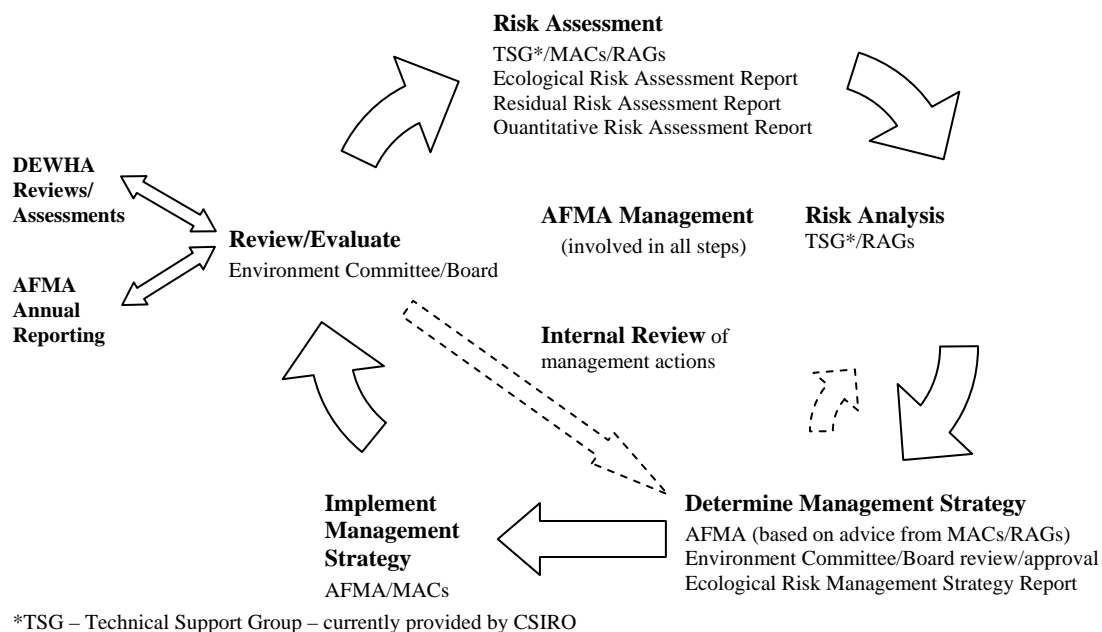 Risk Assessment
TSG*/MACs/RAGs
Ecological Risk Assessment Report
Residual Risk Assessment Report
Quantitative Risk Assessment Report
DEWHA
Reviews/
Assessments
AFMA Management
(involved in all steps)
Risk Analysis
TSG*/RAGs
Review/Evaluate
Environment Committee/Board
AFMA
Annual
Reporting
Internal Review of
management actions
Implement
Management
Strategy
AFMA/MACs
Determine Management Strategy
AFMA (based on advice from MACs/RAGs)
Environment Committee/Board review/approval
Ecological Risk Management Strategy Report
*TSG – Technical Support Group – currently provided by CSIRO